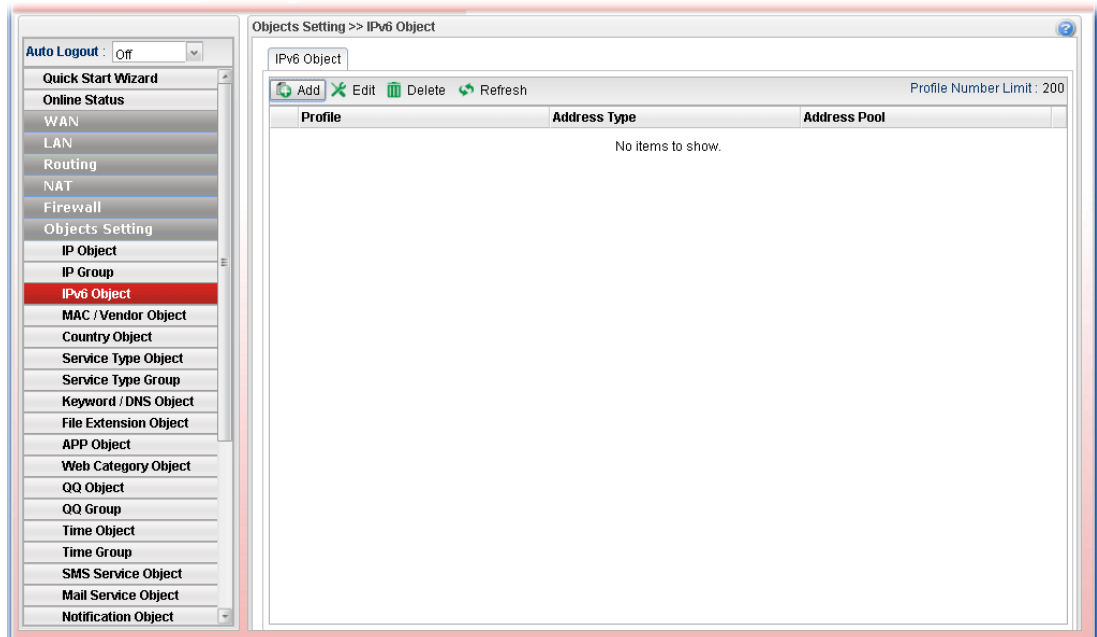 Objects Setting >> IPv6 Object
Auto Logout : Off
Quick Start Wizard
Online Status
WAN
LAN
Routing
NAT
Firewall
Objects Setting
IP Object
IP Group
IPv6 Object
MAC / Vendor Object
Country Object
Service Type Object
Service Type Group
Keyword / DNS Object
File Extension Object
APP Object
Web Category Object
QQ Object
QQ Group
Time Object
Time Group
SMS Service Object
Mail Service Object
Notification Object
IPv6 Object
Add Edit Delete Refresh Profile Number Limit : 200
Profile Address Type Address Pool
No items to show.